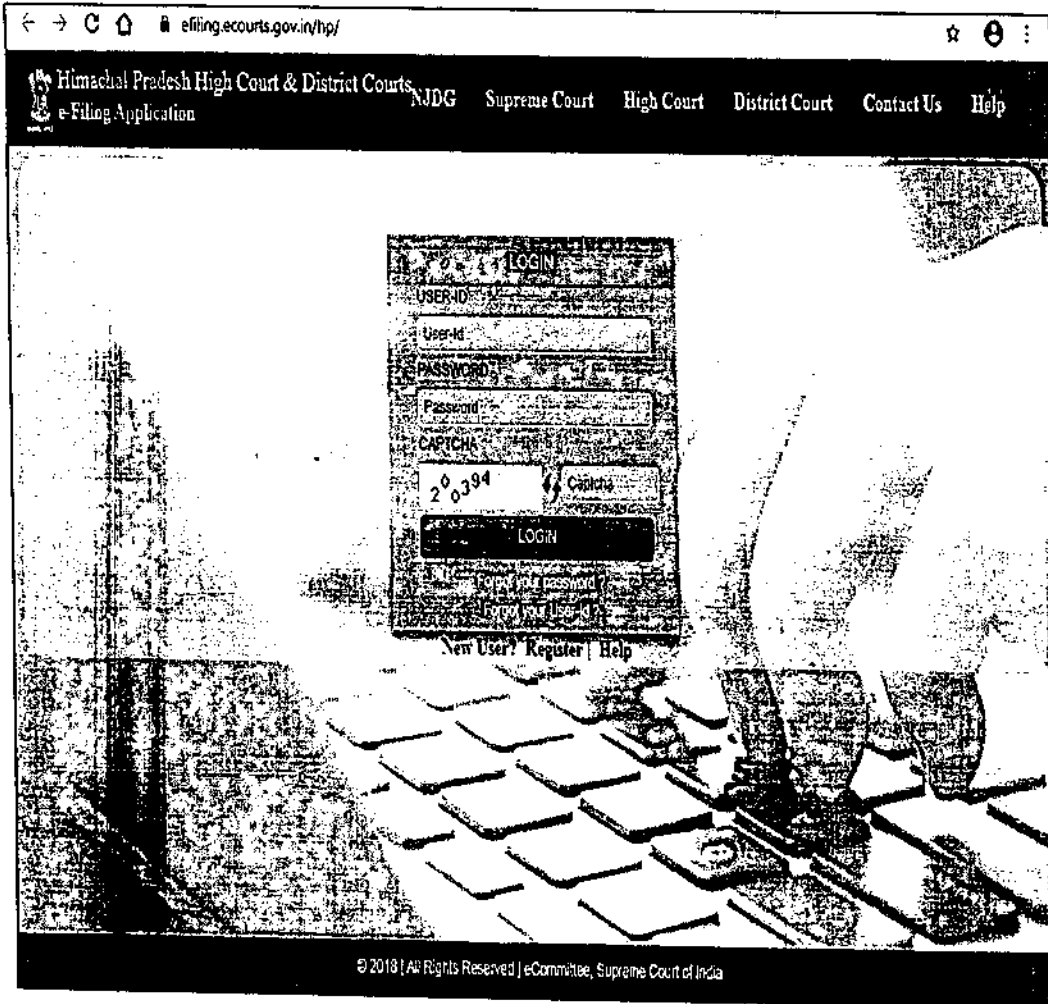 efiling.ecourts.gov.in/hp/
Himachal Pradesh High Court & District Courts
e-Filing Application
NJDG Supreme Court High Court District Court Contact Us Help
LOGIN
USER-ID
User-Id
PASSWORD
Password
CAPTCHA
200394 Captcha
LOGIN
Forgot your password ?
Forgot your User-Id ?
New User? Register | Help
© 2018 | All Rights Reserved | eCommittee, Supreme Court of India